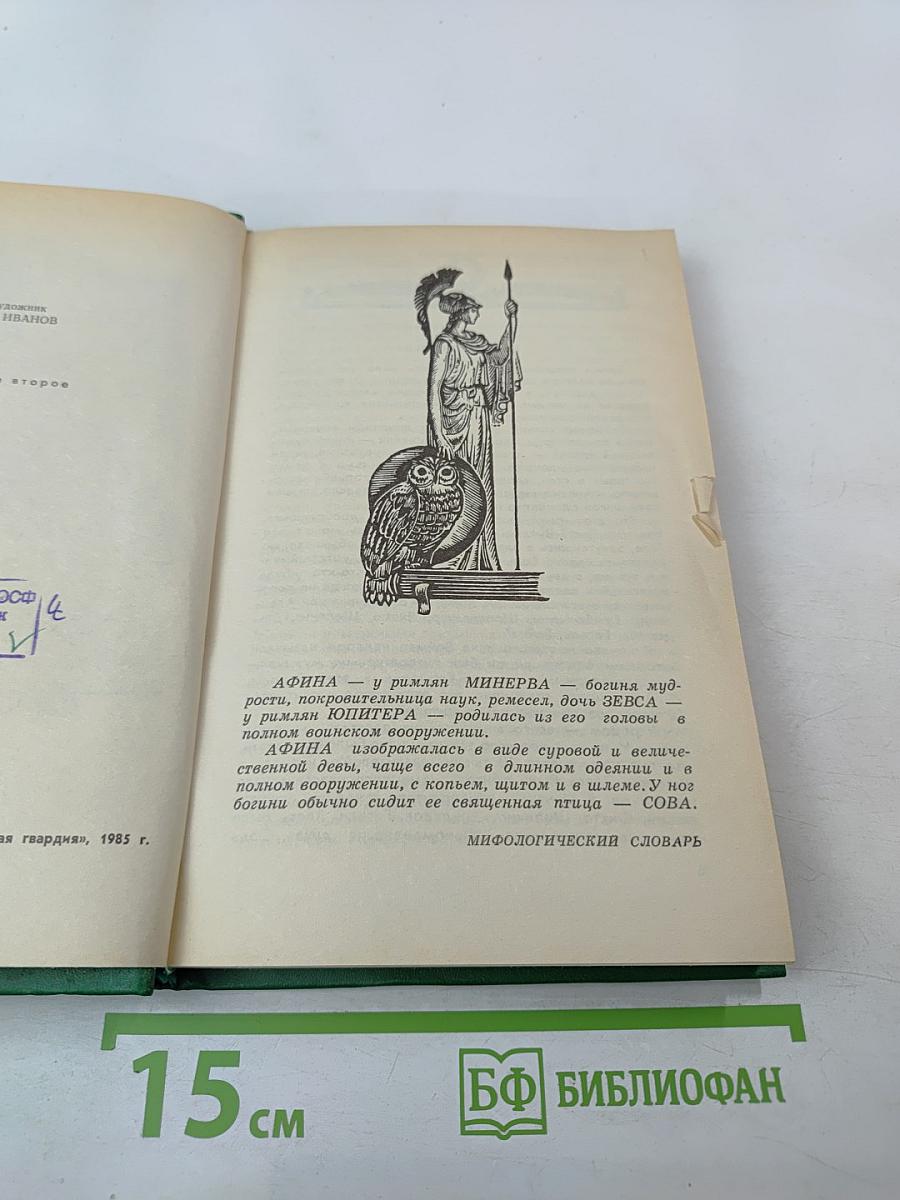 удожник
ИВАНОВ
е второе
ЮСФ
ая гвардия», 1985 г.
АФИНА — у римлян МИНЕРВА — богиня муд-
рости, покровительница наук, ремесел, дочь ЗЕВСА —
у римлян ЮПИТЕРА — родилась из его головы в
полном воинском вооружении.
АФИНА изображалась в виде суровой и величе-
ственной девы, чаще всего в длинном одеянии и в
полном вооружении, с копьем, щитом и в шлеме. У ног
богини обычно сидит ее священная птица — СОВА.
МИФОЛОГИЧЕСКИЙ СЛОВАРЬ
15 см
БФ БИБЛИОФАН